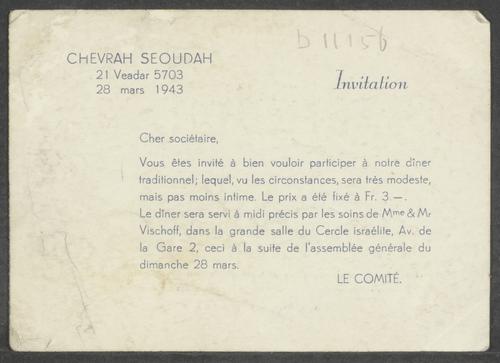 b 11156
CHEVRAH SEOUDAH
21 Veadar 5703
28 mars 1943
Invitation
Cher sociétaire,
Vous êtes invité à bien vouloir participer à notre dîner
traditionnel; lequel, vu les circonstances, sera très modeste,
mais pas moins intime. Le prix a été fixé à Fr. 3 —.
Le dîner sera servi à midi précis par les soins de Mme & Mr
Vischoff, dans la grande salle du Cercle israélite, Av. de
la Gare 2, ceci à la suite de l'assemblée générale du
dimanche 28 mars.
LE COMITÉ.